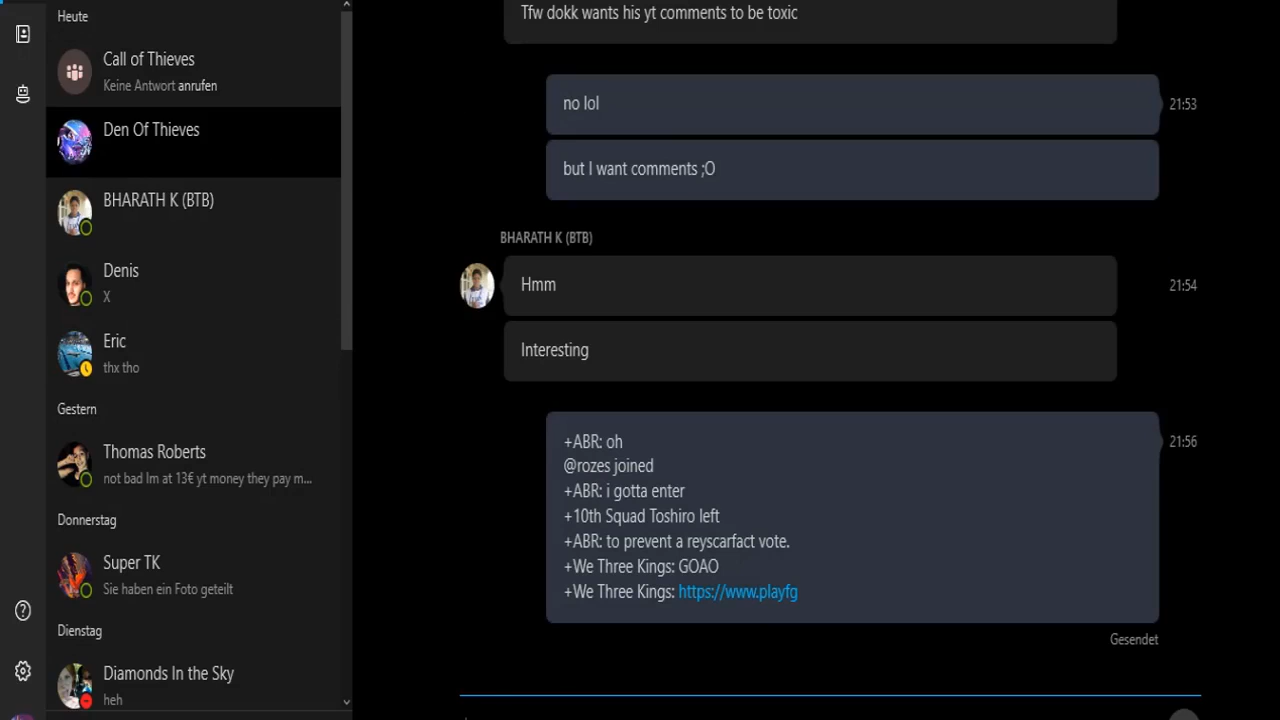 Heute
Call of Thieves
Keine Antwort anrufen
Den Of Thieves
BHARATH K (BTB)
Denis
X
Eric
thx tho
Gestern
Thomas Roberts
not bad Im at 13€ yt money they pay m...
Donnerstag
Super TK
Sie haben ein Foto geteilt
Dienstag
Diamonds In the Sky
heh
Tfw dokk wants his yt comments to be toxic
no lol
21:53
but I want comments ;O
BHARATH K (BTB)
Hmm
21:54
Interesting
+ABR: oh
21:56
@rozes joined
+ABR: i gotta enter
+10th Squad Toshiro left
+ABR: to prevent a reyscarfact vote.
+We Three Kings: GOAO
+We Three Kings: https://www.playfg
Gesendet